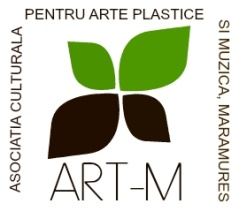 ASOCIATIA CULTURALA
PENTRU ARTE PLASTICE
SI MUZICA, MARAMURES
ART-M